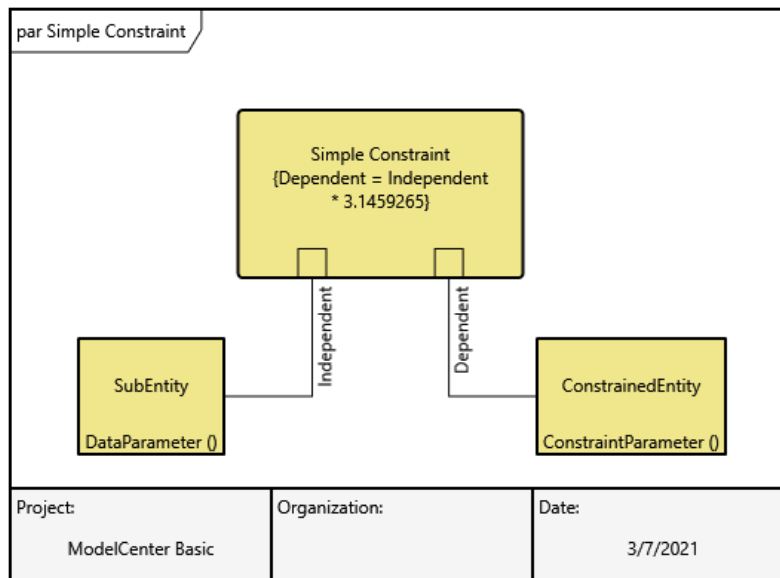 par Simple Constraint
Simple Constraint
{Dependent = Independent
* 3.1459265}
Independent
Dependent
SubEntity
DataParameter ()
ConstrainedEntity
ConstraintParameter ()
Project:
ModelCenter Basic
Organization:
Date:
3/7/2021